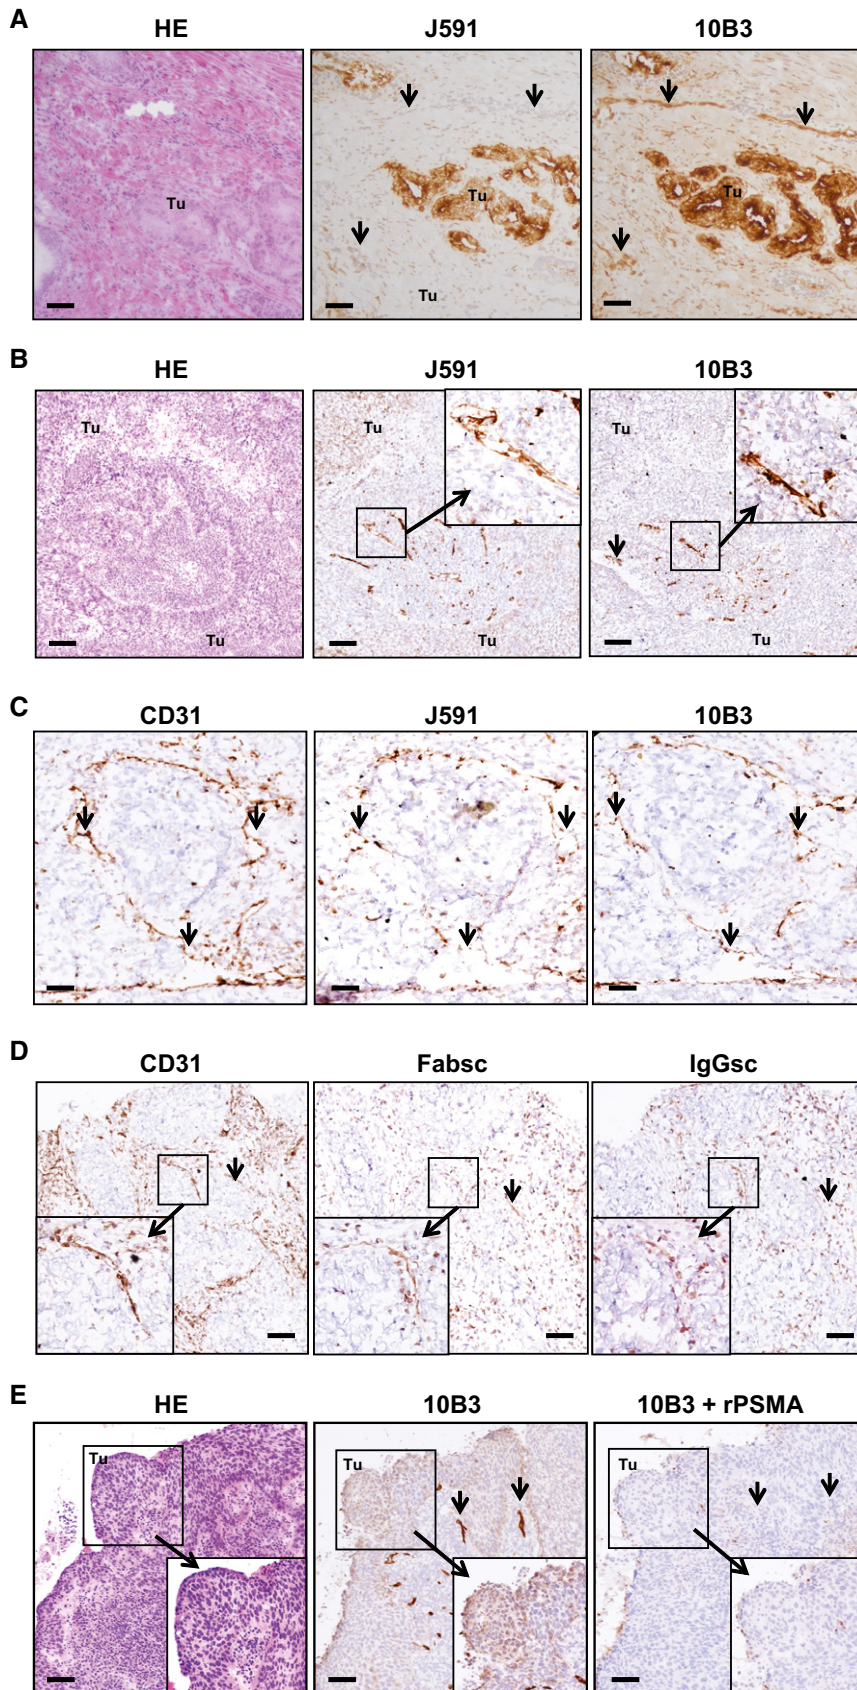 A
HE J591 10B3
Tu Tu Tu Tu
B
HE J591 10B3
Tu Tu Tu
Tu Tu Tu
C
CD31 J591 10B3
D
CD31 Fabsc IgGsc
E
HE 10B3 10B3 + rPSMA
Tu Tu Tu